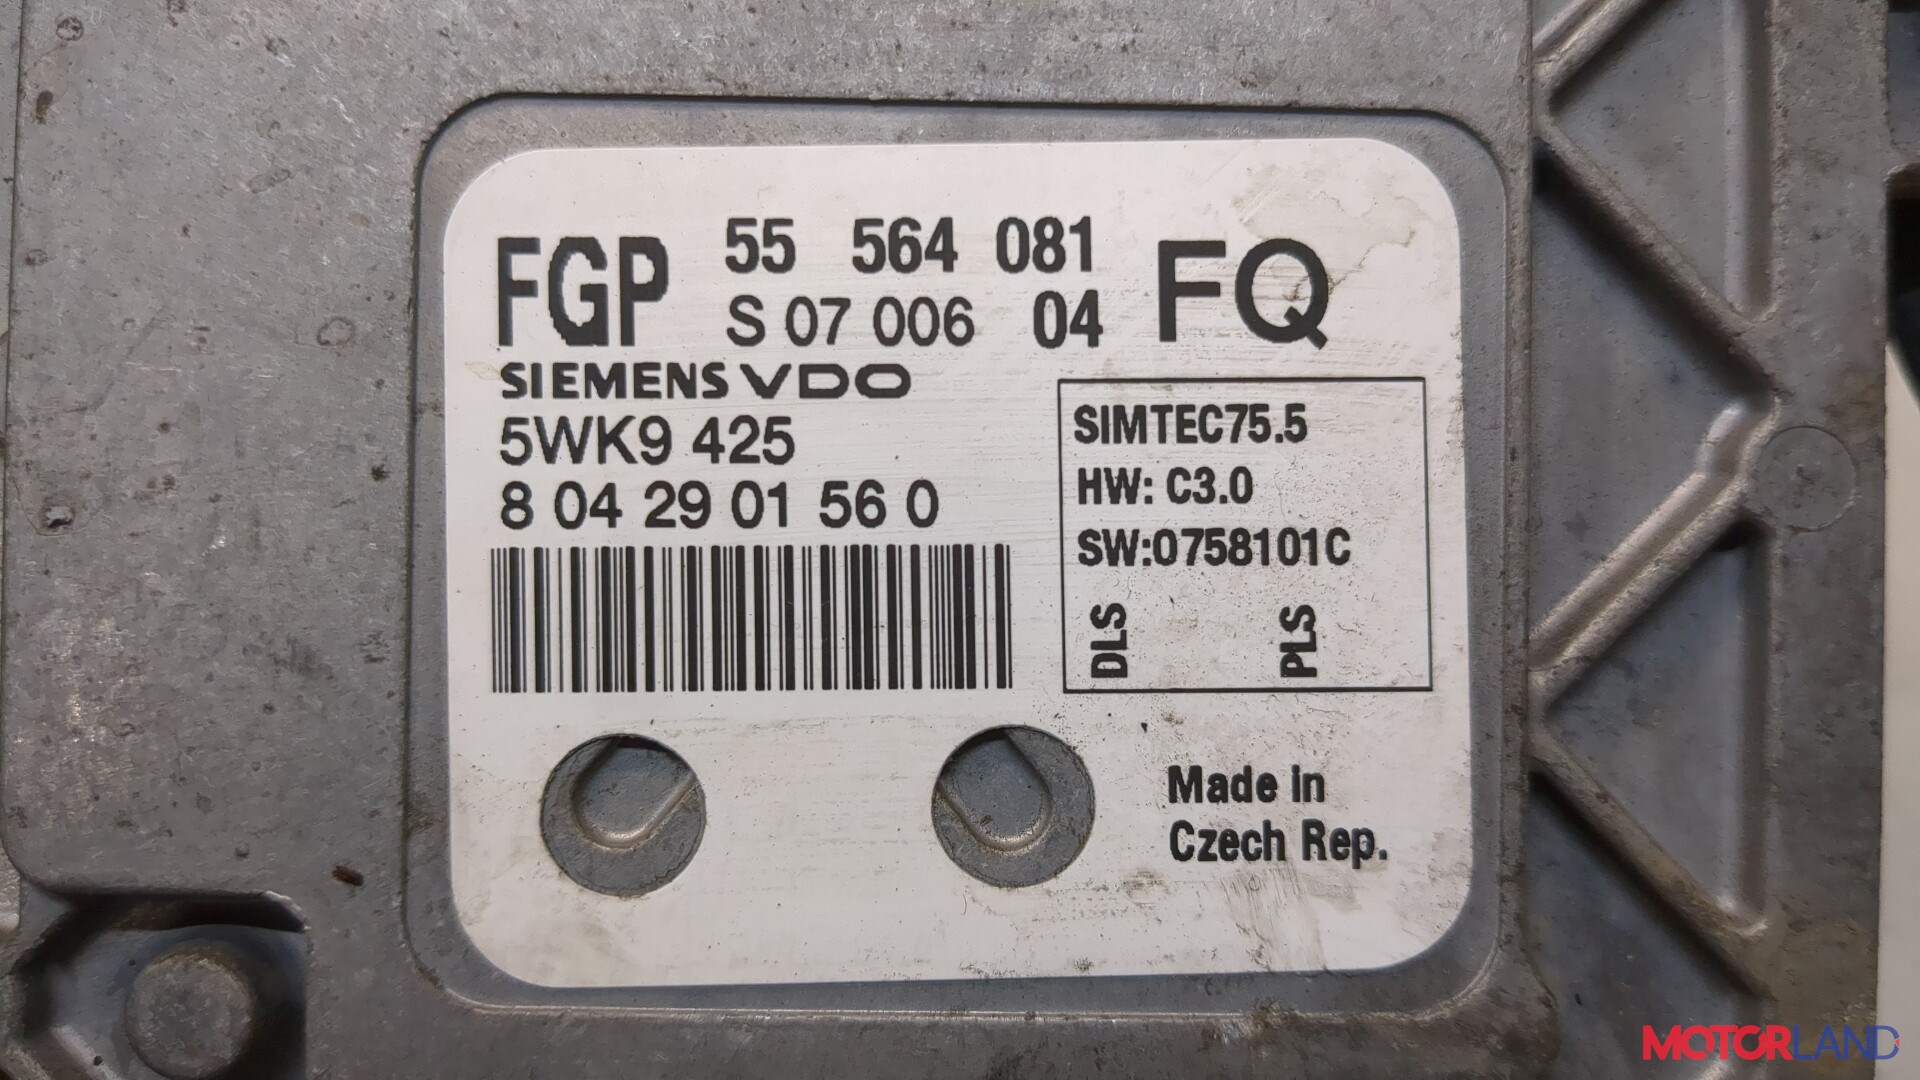 FGP 55 564 081 FQ
S 07 006 04
SIEMENS VDO
5WK9 425
8 04 29 01 56 0
SIMTEC75.5
HW: C3.0
SW:0758101C
DLS PLS
Made in
Czech Rep.
MOTORLAND